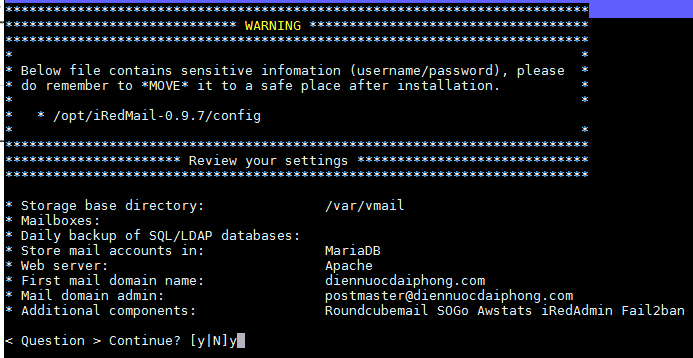 ***********************************************************************
**************************** WARNING **********************************
***********************************************************************
* *
* Below file contains sensitive infomation (username/password), please *
* do remember to *MOVE* it to a safe place after installation. *
* *
* * /opt/iRedMail-0.9.7/config
* *
***********************************************************************
********************** Review your settings ***************************
***********************************************************************
* Storage base directory: /var/vmail
* Mailboxes:
* Daily backup of SQL/LDAP databases:
* Store mail accounts in: MariaDB
* Web server: Apache
* First mail domain name: diennuocdaiphong.com
* Mail domain admin: postmaster@diennuocdaiphong.com
* Additional components: Roundcubemail SOGo Awstats iRedAdmin Fail2ban
< Question > Continue? [y|N]y